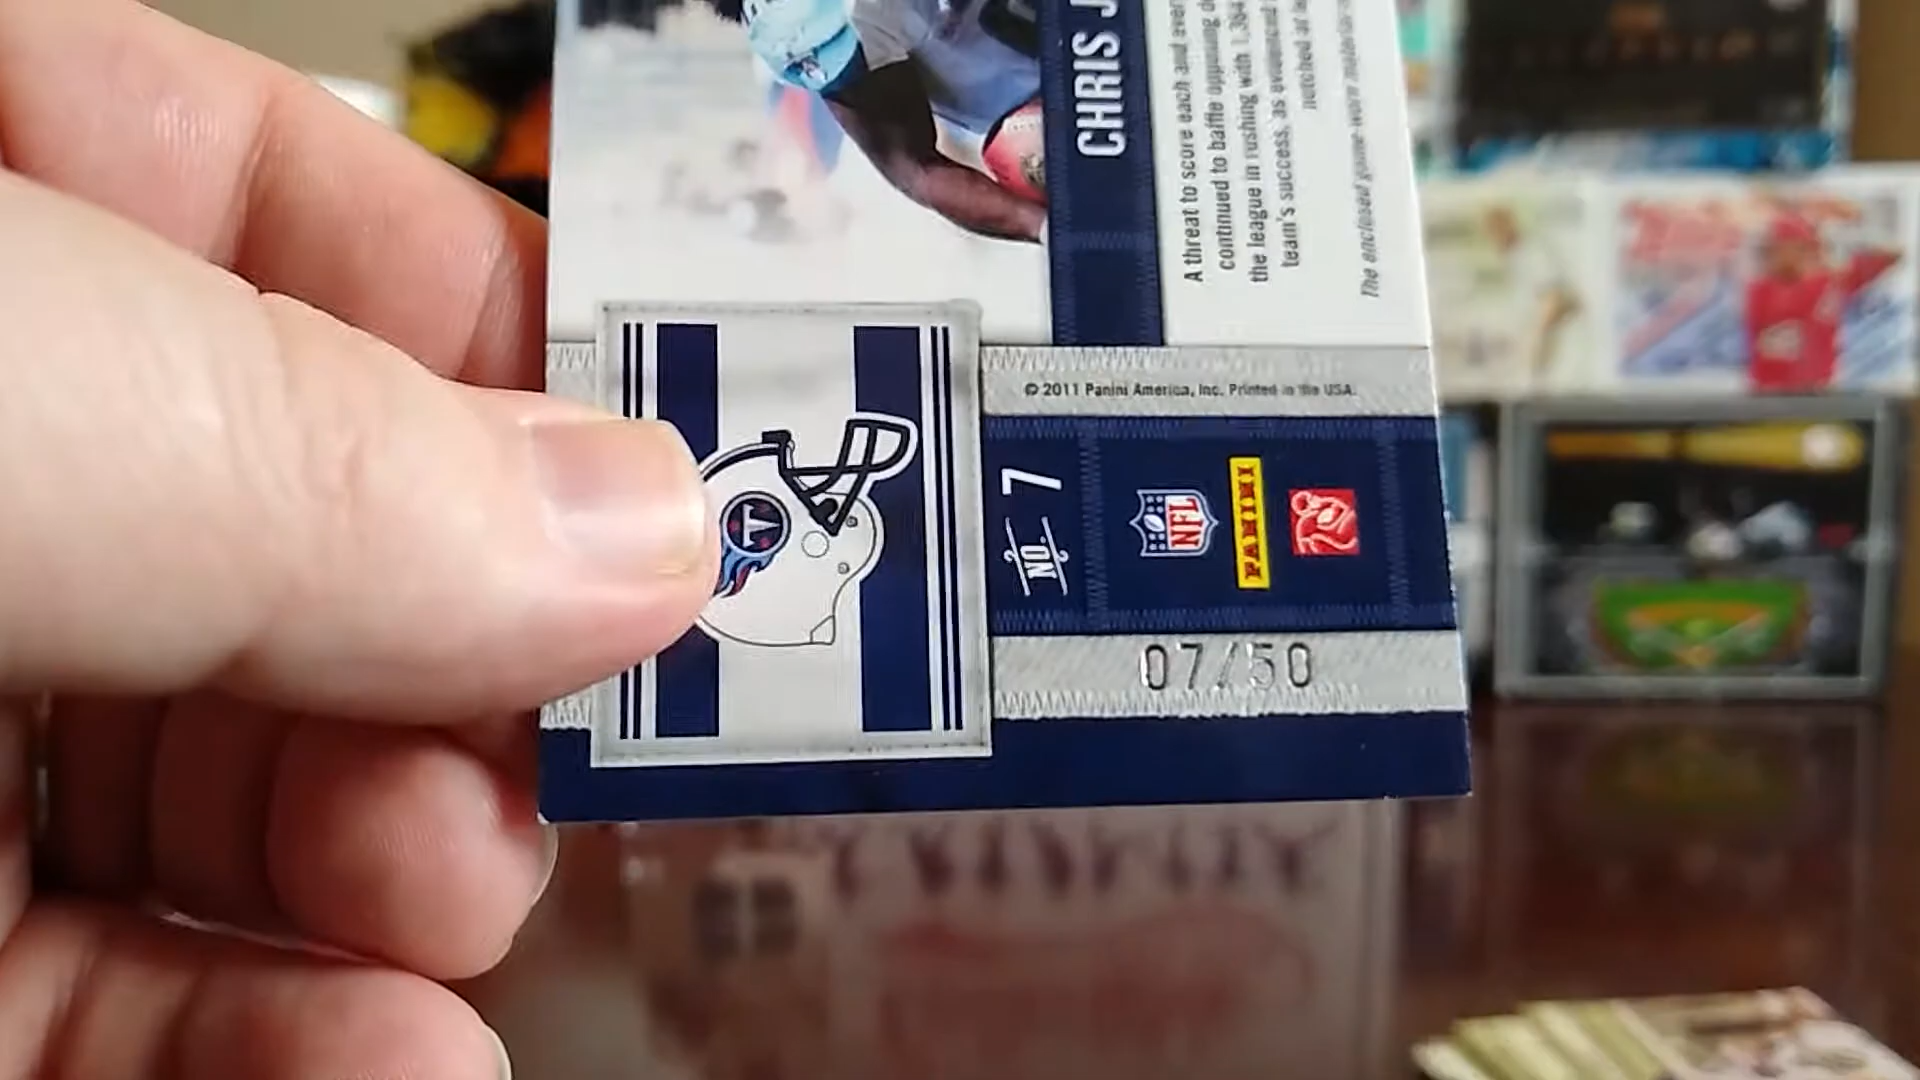 CHRIS J
A threat to score each and ever
continued to baffle opposing d
the league in rushing with 1,364
team's success, as evidenced
notched at le
The enclosed game-worn material
© 2011 Panini America, Inc. Printed in the USA.
NO. 7
NFL
PANINI
07/50